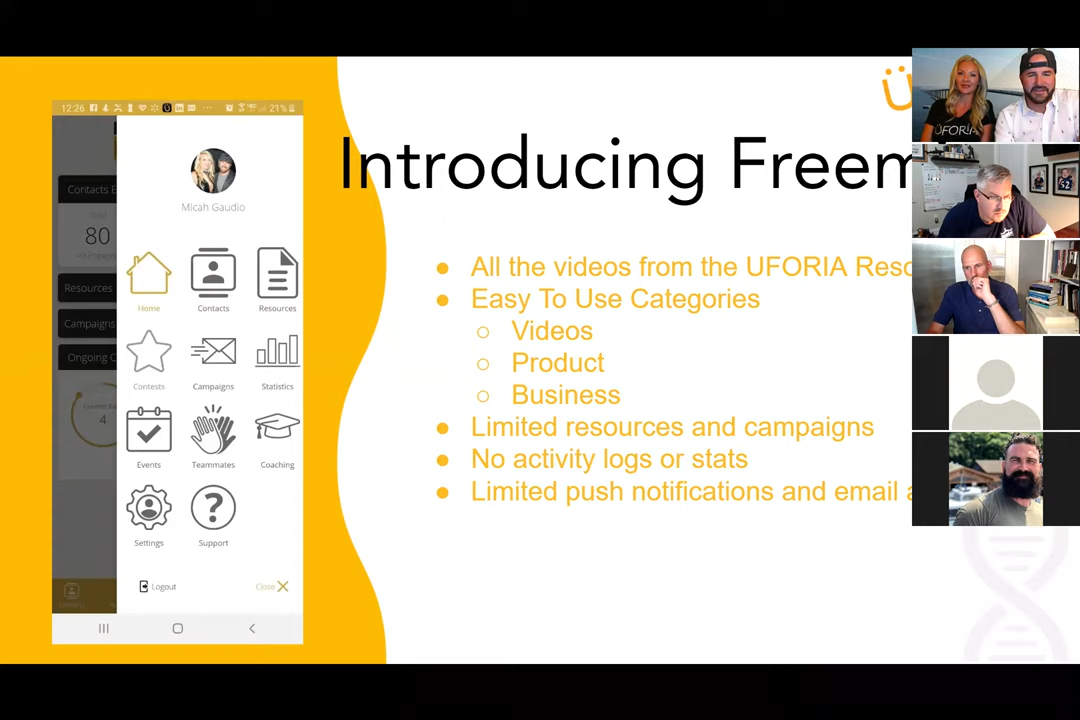 12:26
21%
Micah Gaudio
Home
Contacts
Resources
Contests
Campaigns
Statistics
Events
Teammates
Coaching
Settings
Support
Logout
Close
Contacts E
80
Resources
Campaigns
Ongoing C
4
Introducing Freem
● All the videos from the UFORIA Reso
● Easy To Use Categories
○ Videos
○ Product
○ Business
● Limited resources and campaigns
● No activity logs or stats
● Limited push notifications and email a
Ü
ÜFORIA